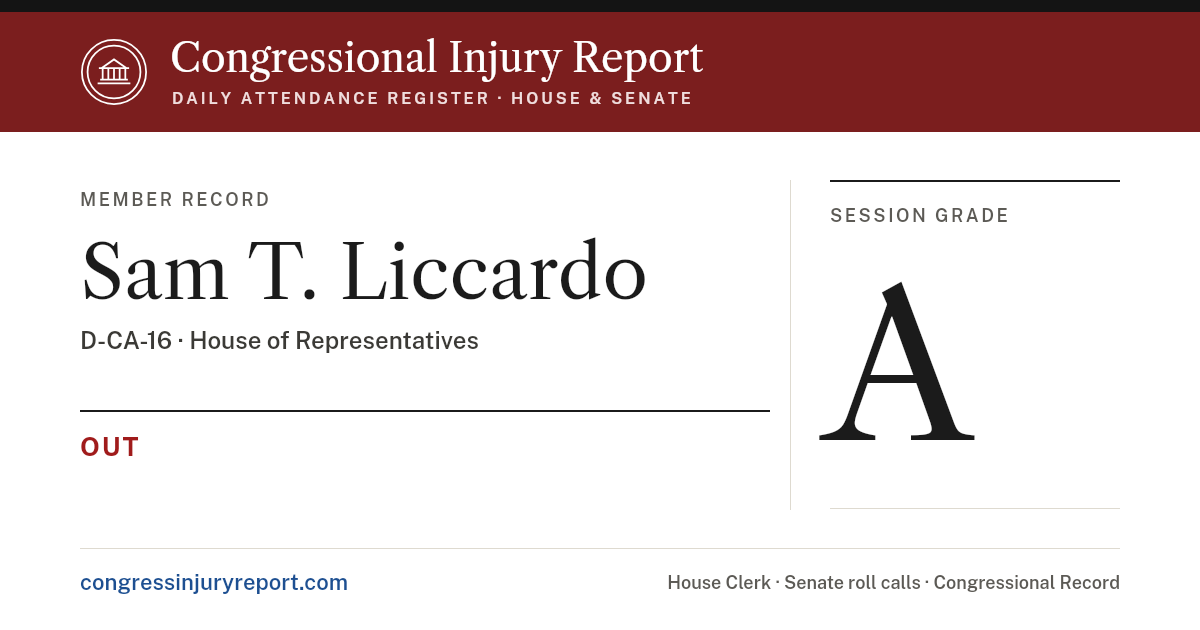 Congressional Injury Report
DAILY ATTENDANCE REGISTER · HOUSE & SENATE
MEMBER RECORD
Sam T. Liccardo
D-CA-16 · House of Representatives
OUT
SESSION GRADE
A
congressinjuryreport.com
House Clerk · Senate roll calls · Congressional Record